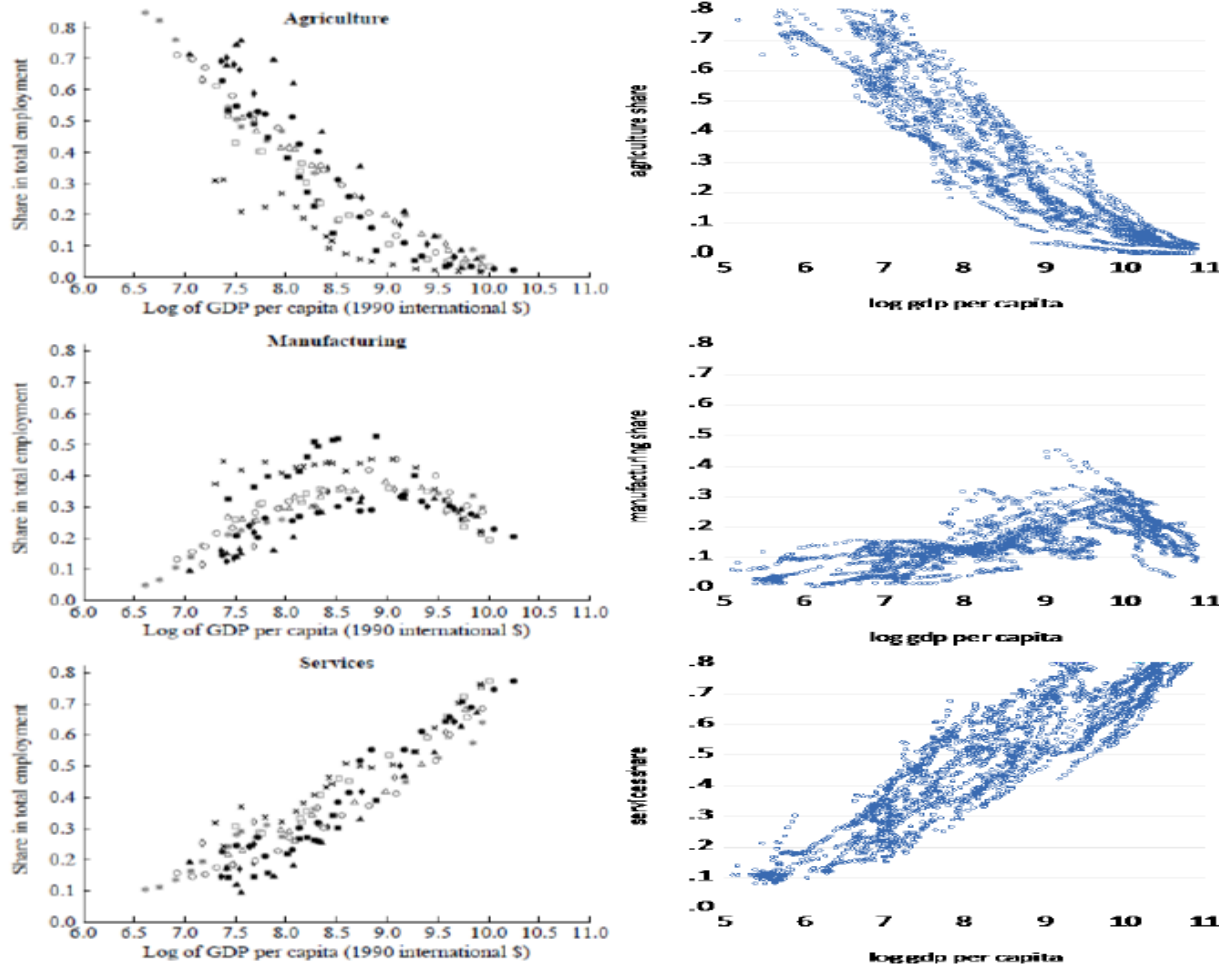 Agriculture
Share in total employment
0.8
0.7
0.6
0.5
0.4
0.3
0.2
0.1
0.0
6.0 6.5 7.0 7.5 8.0 8.5 9.0 9.5 10.0 10.5 11.0
Log of GDP per capita (1990 international $)
agriculture share
.8
.7
.6
.5
.4
.3
.2
.1
.0
5 6 7 8 9 10 11
log gdp per capita
Manufacturing
Share in total employment
0.8
0.7
0.6
0.5
0.4
0.3
0.2
0.1
0.0
6.0 6.5 7.0 7.5 8.0 8.5 9.0 9.5 10.0 10.5 11.0
Log of GDP per capita (1990 international $)
manufacturing share
.8
.7
.6
.5
.4
.3
.2
.1
.0
5 6 7 8 9 10 11
log gdp per capita
Services
Share in total employment
0.8
0.7
0.6
0.5
0.4
0.3
0.2
0.1
0.0
6.0 6.5 7.0 7.5 8.0 8.5 9.0 9.5 10.0 10.5 11.0
Log of GDP per capita (1990 international $)
services share
.8
.7
.6
.5
.4
.3
.2
.1
.0
5 6 7 8 9 10 11
log gdp per capita